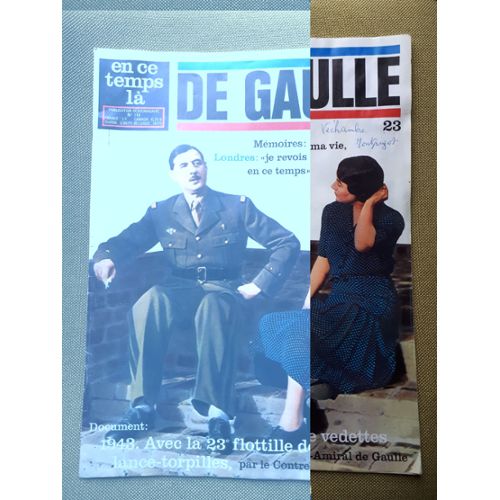 en ce
temps
là
DE GAULLE
23
Mémoires:
Londres: «je revois ma vie,
en ce temps»
Document:
1943. Avec la 23e flottille de vedettes
lance-torpilles, par le Contre-Amiral de Gaulle